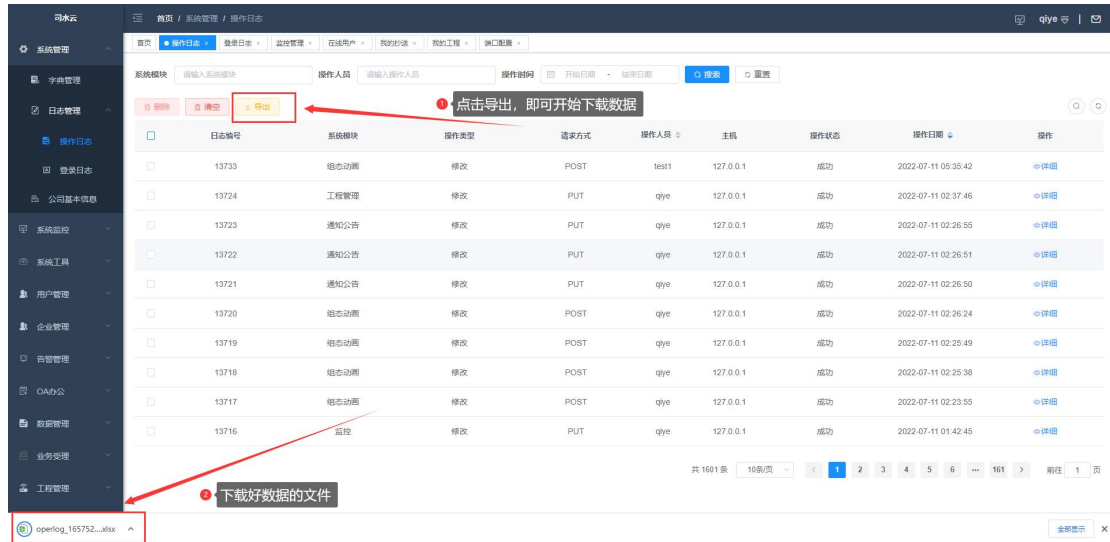 司水云
首页 / 系统管理 / 操作日志
qiye
系统管理
字典管理
日志管理
操作日志
登录日志
公司基本信息
系统监控
系统工具
用户管理
企业管理
告警管理
OA办公
数据管理
业务受理
工程管理
首页 操作日志 × 登录日志 × 监控管理 × 在线用户 × 我的抄送 × 我的工程 × 端口配置 ×
系统模块 请输入系统模块 操作人员 请输入操作人员 操作时间 开始日期 - 结束日期 搜索 重置
删除 清空 导出
1 点击导出，即可开始下载数据
日志编号 系统模块 操作类型 请求方式 操作人员 主机 操作状态 操作日期 操作
13733 组态动画 修改 POST test1 127.0.0.1 成功 2022-07-11 05:35:42 详细
13724 工程管理 修改 PUT qiye 127.0.0.1 成功 2022-07-11 02:37:46 详细
13723 通知公告 修改 PUT qiye 127.0.0.1 成功 2022-07-11 02:26:55 详细
13722 通知公告 修改 PUT qiye 127.0.0.1 成功 2022-07-11 02:26:51 详细
13721 通知公告 修改 PUT qiye 127.0.0.1 成功 2022-07-11 02:26:50 详细
13720 组态动画 修改 POST qiye 127.0.0.1 成功 2022-07-11 02:26:24 详细
13719 组态动画 修改 POST qiye 127.0.0.1 成功 2022-07-11 02:25:49 详细
13718 组态动画 修改 POST qiye 127.0.0.1 成功 2022-07-11 02:25:38 详细
13717 组态动画 修改 POST qiye 127.0.0.1 成功 2022-07-11 02:23:55 详细
13716 监控 修改 PUT qiye 127.0.0.1 成功 2022-07-11 01:42:45 详细
共 1601 条 10条/页 < 1 2 3 4 5 6 ··· 161 > 前往 1 页
2 下载好数据的文件
operlog_165752....xlsx
全部显示 ×